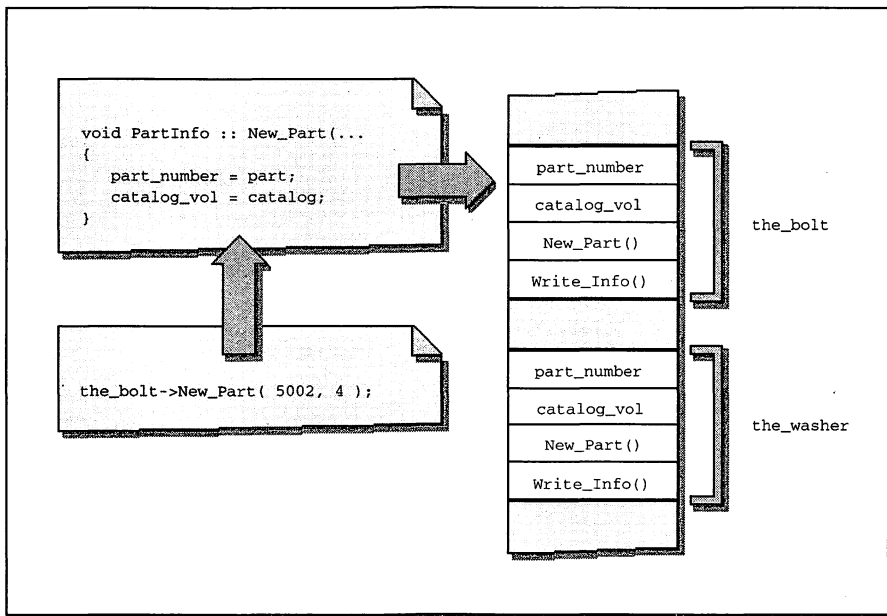 void PartInfo :: New_Part(...
{
part_number = part;
catalog_vol = catalog;
}
the_bolt->New_Part( 5002, 4 );
part_number
catalog_vol
New_Part()
Write_Info()
the_bolt
part_number
catalog_vol
New_Part()
Write_Info()
the_washer